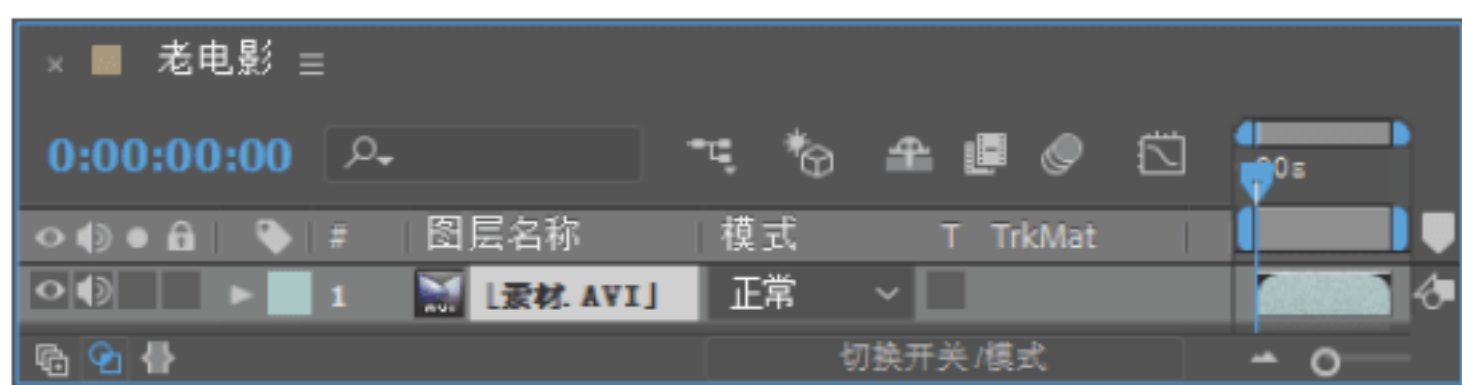 × 老电影 ≡
0:00:00:00
00s
# 图层名称 模式 T TrkMat
1 [素材.AVI] 正常
切换开关/模式